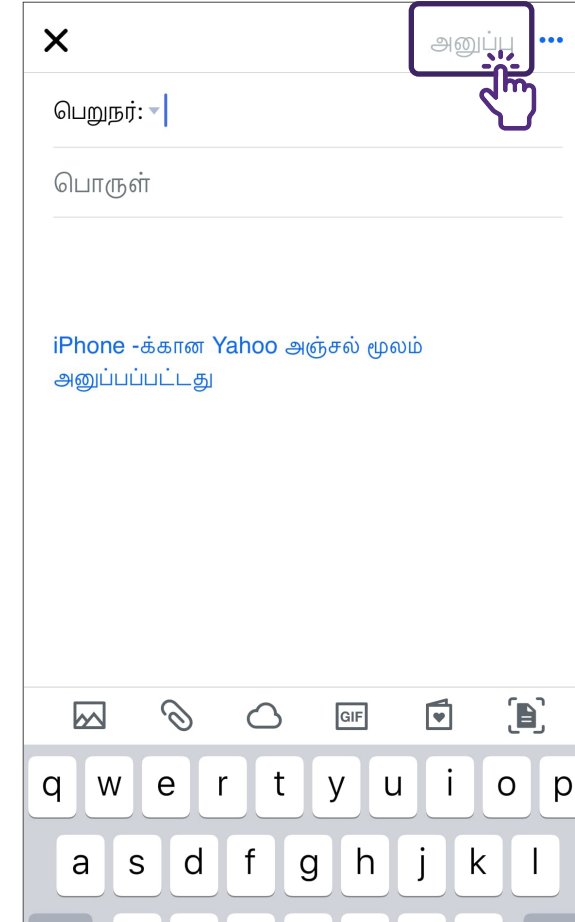 அனுப்பு
பெறுநர்:
பொருள்
iPhone -க்கான Yahoo அஞ்சல் மூலம்
அனுப்பப்பட்டது
GIF
q w e r t y u i o p
a s d f g h j k l